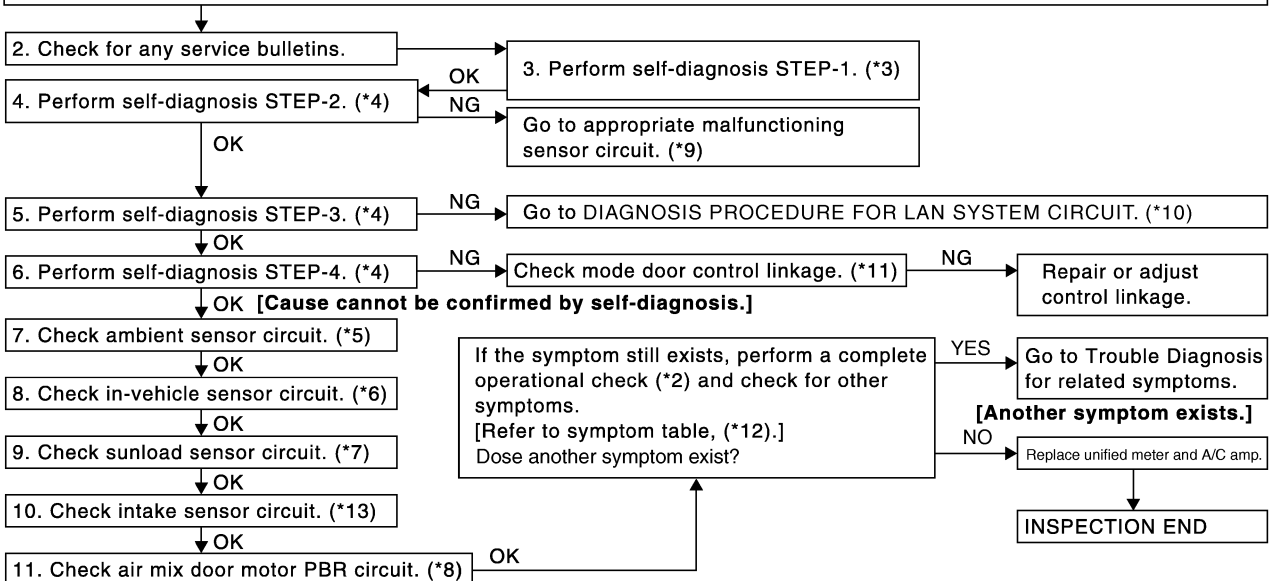 2. Check for any service bulletins.
3. Perform self-diagnosis STEP-1. (*3)
OK
4. Perform self-diagnosis STEP-2. (*4)
NG
Go to appropriate malfunctioning
sensor circuit. (*9)
OK
5. Perform self-diagnosis STEP-3. (*4)
NG
Go to DIAGNOSIS PROCEDURE FOR LAN SYSTEM CIRCUIT. (*10)
OK
6. Perform self-diagnosis STEP-4. (*4)
NG
Check mode door control linkage. (*11)
NG
Repair or adjust
control linkage.
OK [Cause cannot be confirmed by self-diagnosis.]
7. Check ambient sensor circuit. (*5)
OK
8. Check in-vehicle sensor circuit. (*6)
OK
9. Check sunload sensor circuit. (*7)
OK
10. Check intake sensor circuit. (*13)
OK
11. Check air mix door motor PBR circuit. (*8)
OK
If the symptom still exists, perform a complete
operational check (*2) and check for other
symptoms.
[Refer to symptom table, (*12).]
Dose another symptom exist?
YES
Go to Trouble Diagnosis
for related symptoms.
[Another symptom exists.]
NO
Replace unified meter and A/C amp.
INSPECTION END